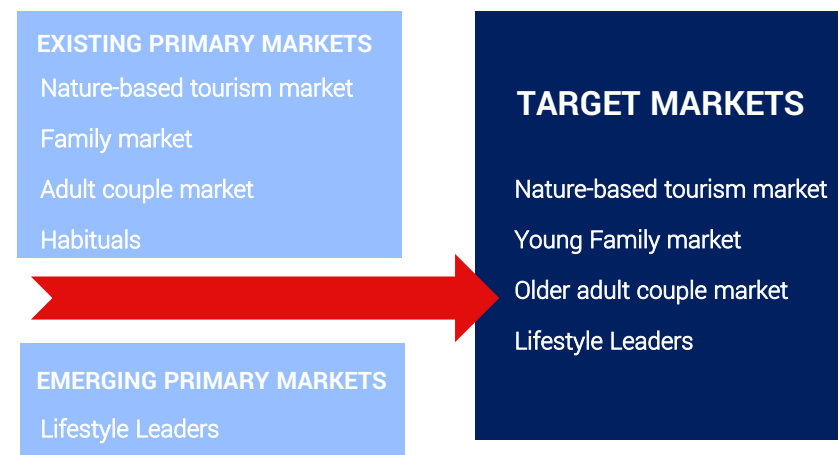 EXISTING PRIMARY MARKETS
Nature-based tourism market
Family market
Adult couple market
Habituals
EMERGING PRIMARY MARKETS
Lifestyle Leaders
TARGET MARKETS
Nature-based tourism market
Young Family market
Older adult couple market
Lifestyle Leaders